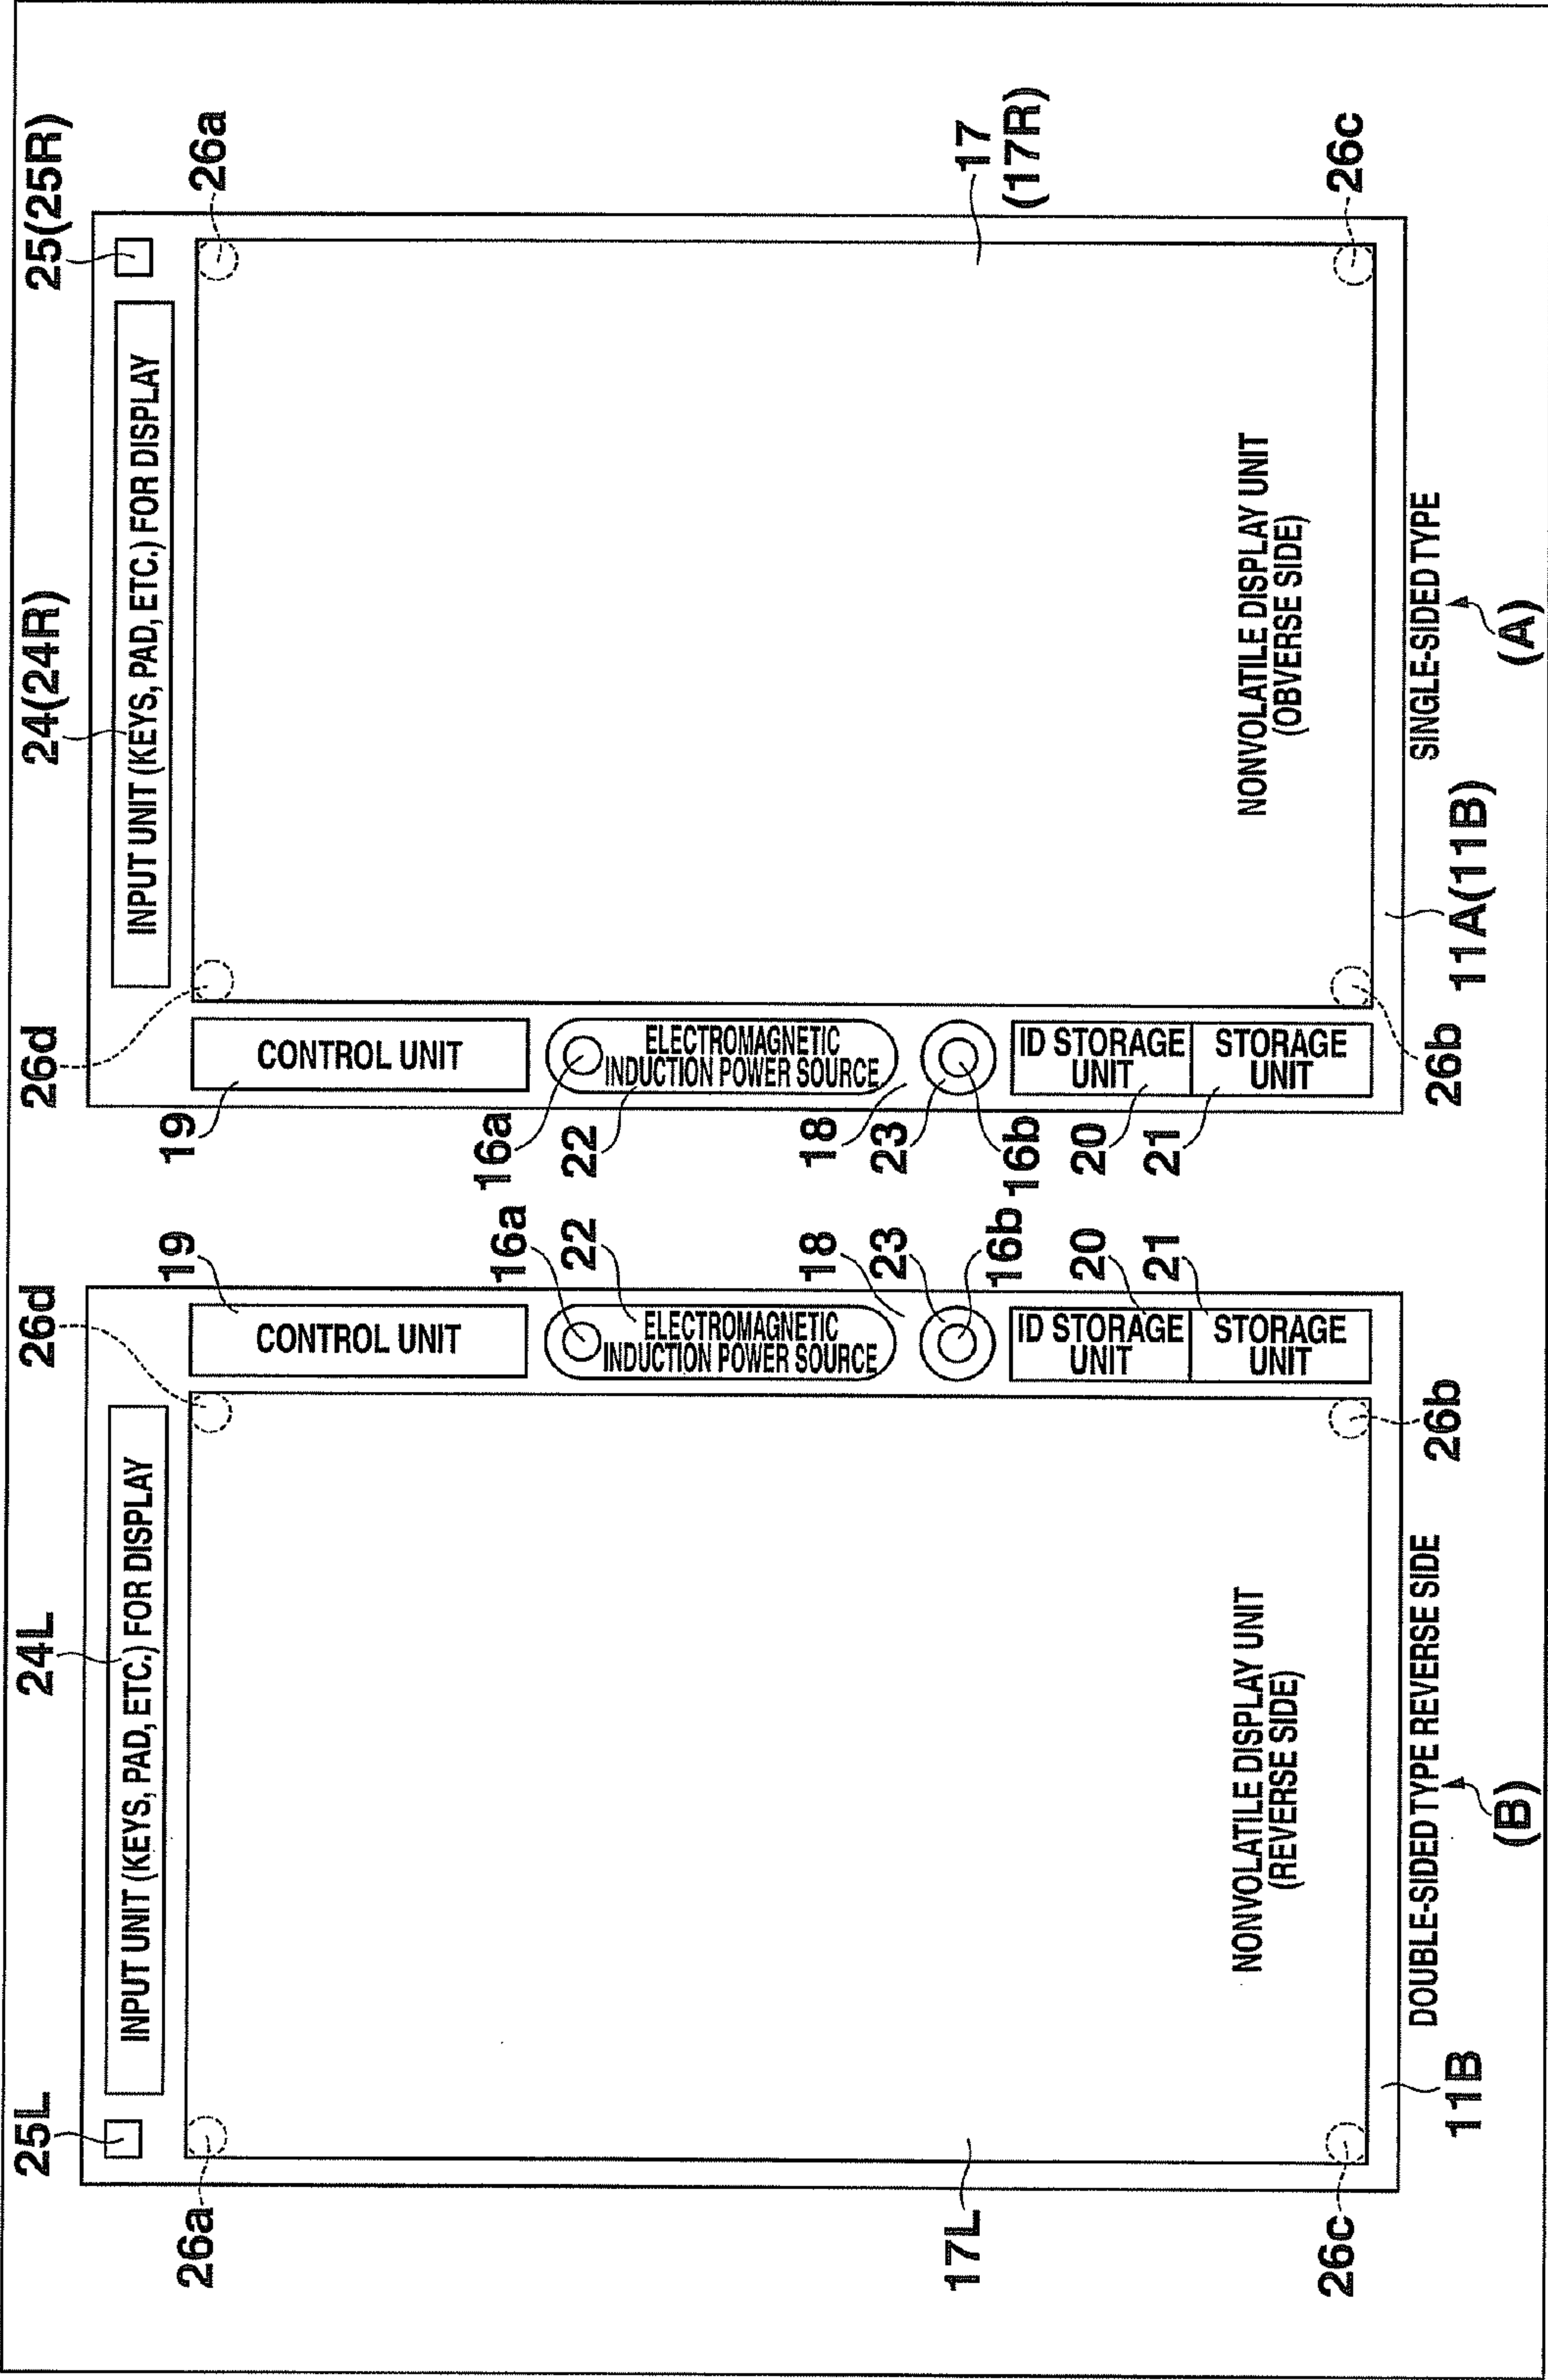 25L
24L
26d
19
16a
22
18
23
16b
20
21
26b
26a
17L
26c
11B
INPUT UNIT (KEYS, PAD, ETC.) FOR DISPLAY
CONTROL UNIT
ELECTROMAGNETIC
INDUCTION POWER SOURCE
ID STORAGE
UNIT
STORAGE
UNIT
NONVOLATILE DISPLAY UNIT
(REVERSE SIDE)
DOUBLE-SIDED TYPE REVERSE SIDE
(B)
26d
24(24R)
25(25R)
26a
19
16a
22
18
23
16b
20
21
26b
17
(17R)
26c
11A(11B)
INPUT UNIT (KEYS, PAD, ETC.) FOR DISPLAY
CONTROL UNIT
ELECTROMAGNETIC
INDUCTION POWER SOURCE
ID STORAGE
UNIT
STORAGE
UNIT
NONVOLATILE DISPLAY UNIT
(OBVERSE SIDE)
SINGLE-SIDED TYPE
(A)